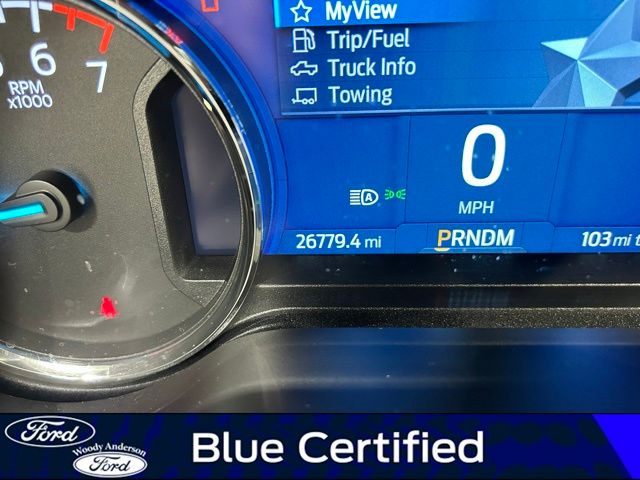 MyView
Trip/Fuel
Truck Info
Towing
6
7
RPM
x1000
0
MPH
A
26779.4 mi
PRNDM
103 mi
Ford
Woody Anderson
Ford
Blue Certified